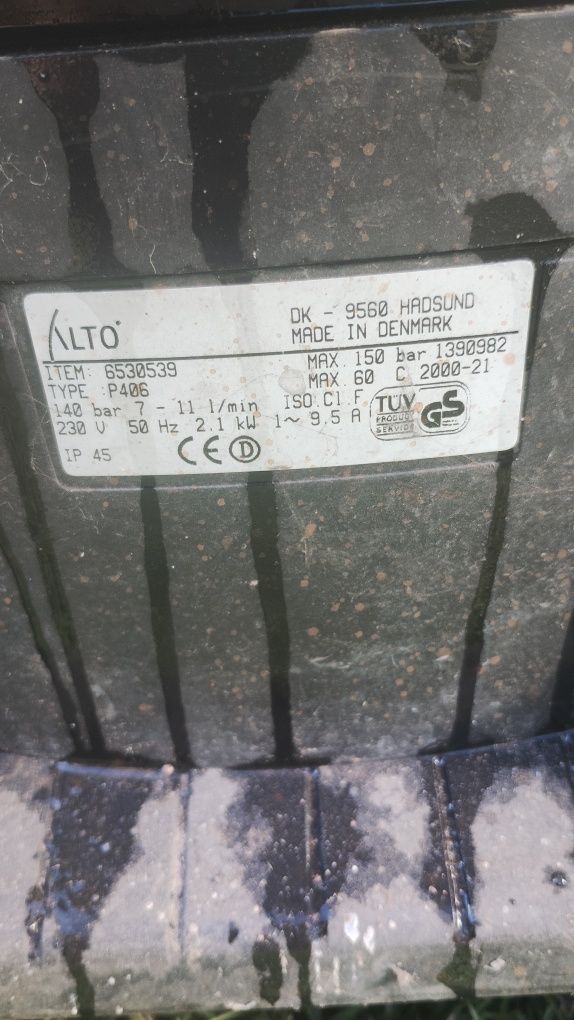 ALTO
DK - 9560 HADSUND
MADE IN DENMARK
ITEM: 6530539
MAX. 150 bar 1390982
TYPE: P406
MAX. 60 C 2000-21
140 bar 7 - 11 l/min
ISO.Cl.F
230 V 50 Hz 2.1 kW 1~ 9,5 A
IP 45
CE D
TÜV
PRODUCT
SERVICE
GS